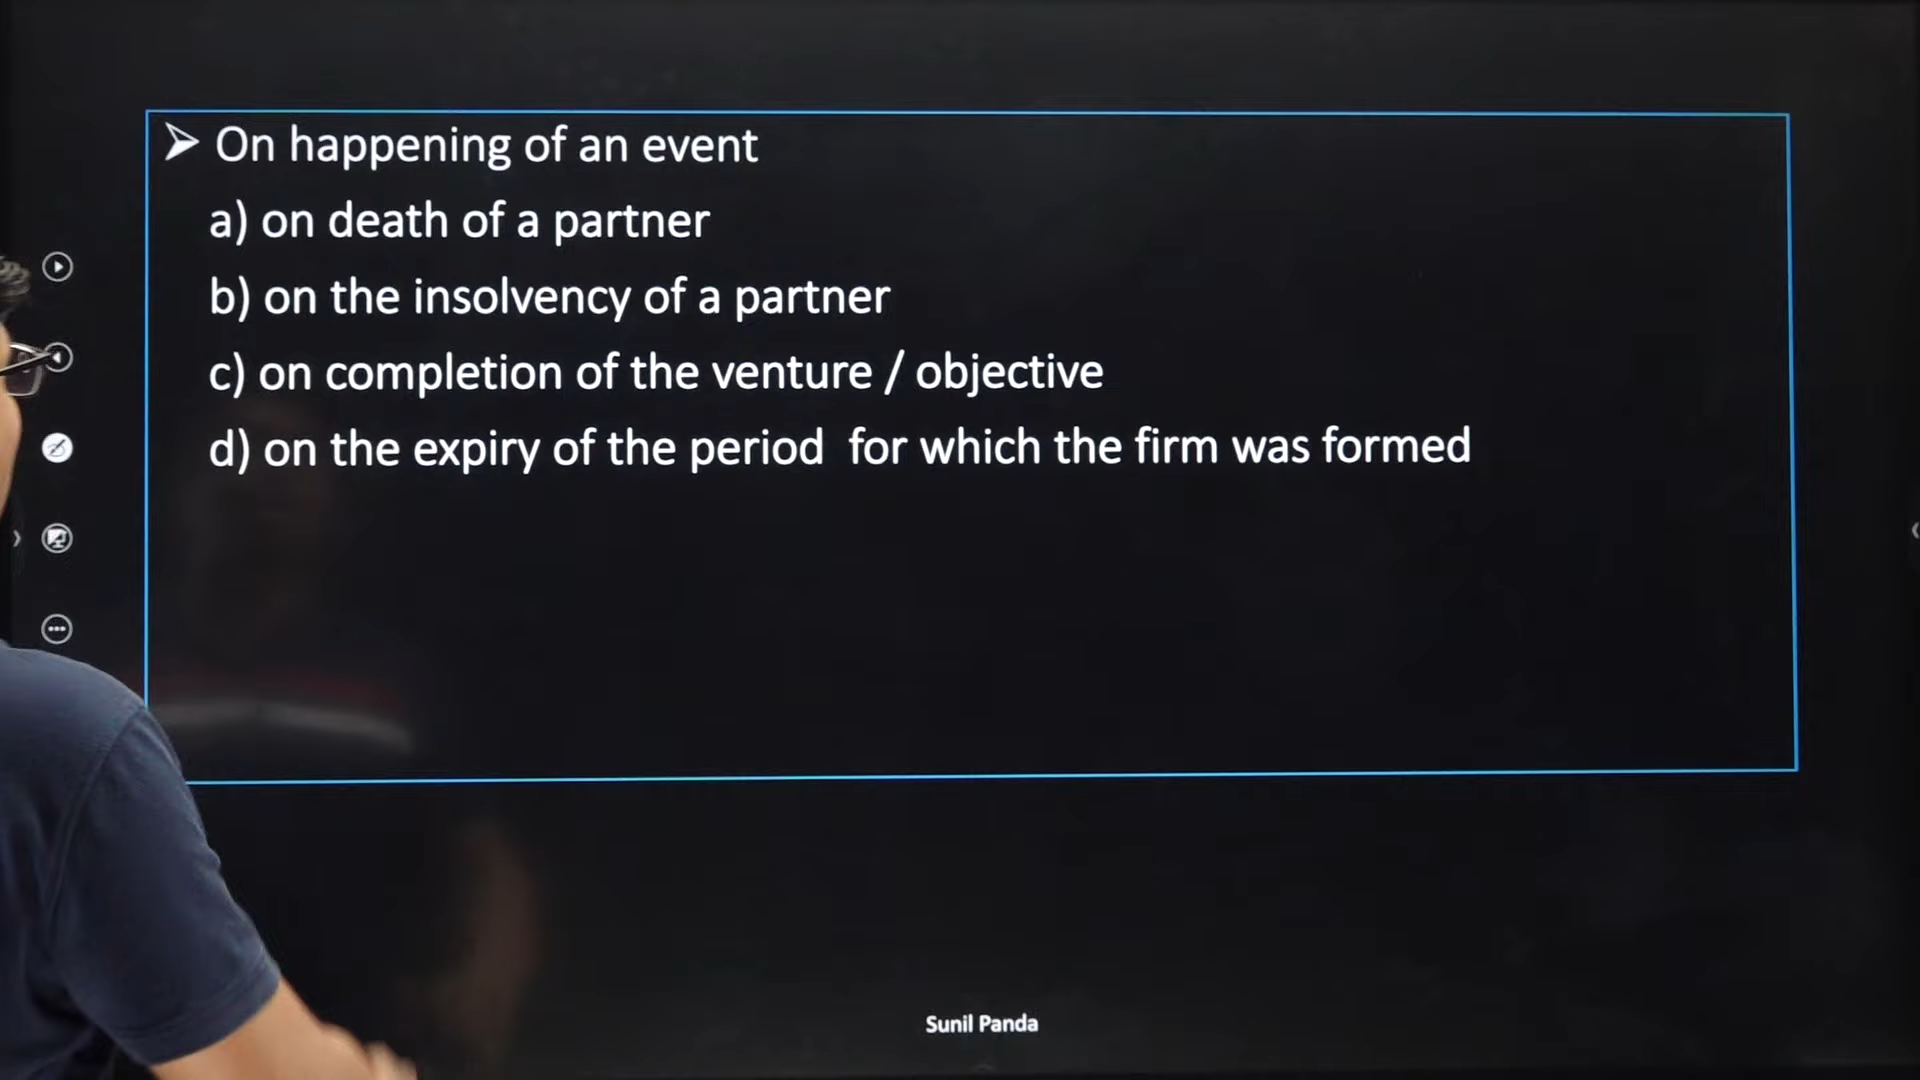 ➢ On happening of an event
a) on death of a partner
b) on the insolvency of a partner
c) on completion of the venture / objective
d) on the expiry of the period for which the firm was formed
Sunil Panda